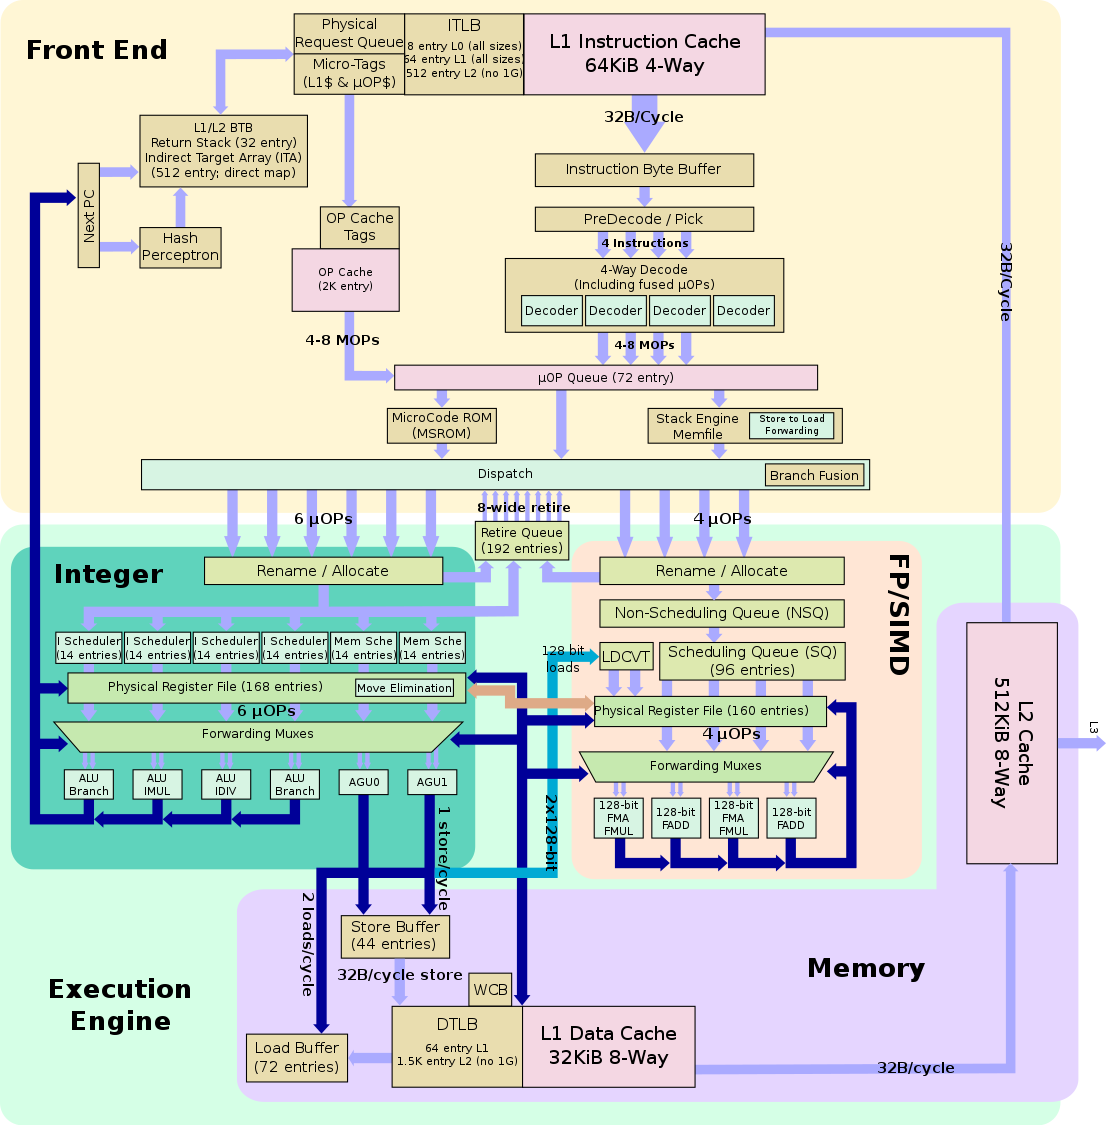 Front End
Physical
Request Queue
Micro-Tags
(L1$ & µOP$)
ITLB
8 entry L0 (all sizes)
64 entry L1 (all sizes)
512 entry L2 (no 1G)
L1 Instruction Cache
64KiB 4-Way
32B/Cycle
L1/L2 BTB
Return Stack (32 entry)
Indirect Target Array (ITA)
(512 entry; direct map)
Next PC
Hash
Perceptron
OP Cache
Tags
OP Cache
(2K entry)
4-8 MOPs
Instruction Byte Buffer
PreDecode / Pick
4 Instructions
4-Way Decode
(Including fused µOPs)
Decoder
Decoder
Decoder
Decoder
4-8 MOPs
32B/Cycle
µOP Queue (72 entry)
MicroCode ROM
(MSROM)
Stack Engine
Memfile
Store to Load
Forwarding
Dispatch
Branch Fusion
6 µOPs
8-wide retire
4 µOPs
Retire Queue
(192 entries)
Integer
Rename / Allocate
I Scheduler
(14 entries)
I Scheduler
(14 entries)
I Scheduler
(14 entries)
I Scheduler
(14 entries)
Mem Sche
(14 entries)
Mem Sche
(14 entries)
Physical Register File (168 entries)
Move Elimination
6 µOPs
Forwarding Muxes
ALU
Branch
ALU
IMUL
ALU
IDIV
ALU
Branch
AGU0
AGU1
FP/SIMD
Rename / Allocate
Non-Scheduling Queue (NSQ)
128 bit
loads
LDCVT
Scheduling Queue (SQ)
(96 entries)
Physical Register File (160 entries)
4 µOPs
Forwarding Muxes
128-bit
FMA
FMUL
128-bit
FADD
128-bit
FMA
FMUL
128-bit
FADD
2x128-bit
1 store/cycle
2 loads/cycle
L2 Cache
512KiB 8-Way
L3
Execution
Engine
Memory
Store Buffer
(44 entries)
32B/cycle store
WCB
Load Buffer
(72 entries)
DTLB
64 entry L1
1.5K entry L2 (no 1G)
L1 Data Cache
32KiB 8-Way
32B/cycle